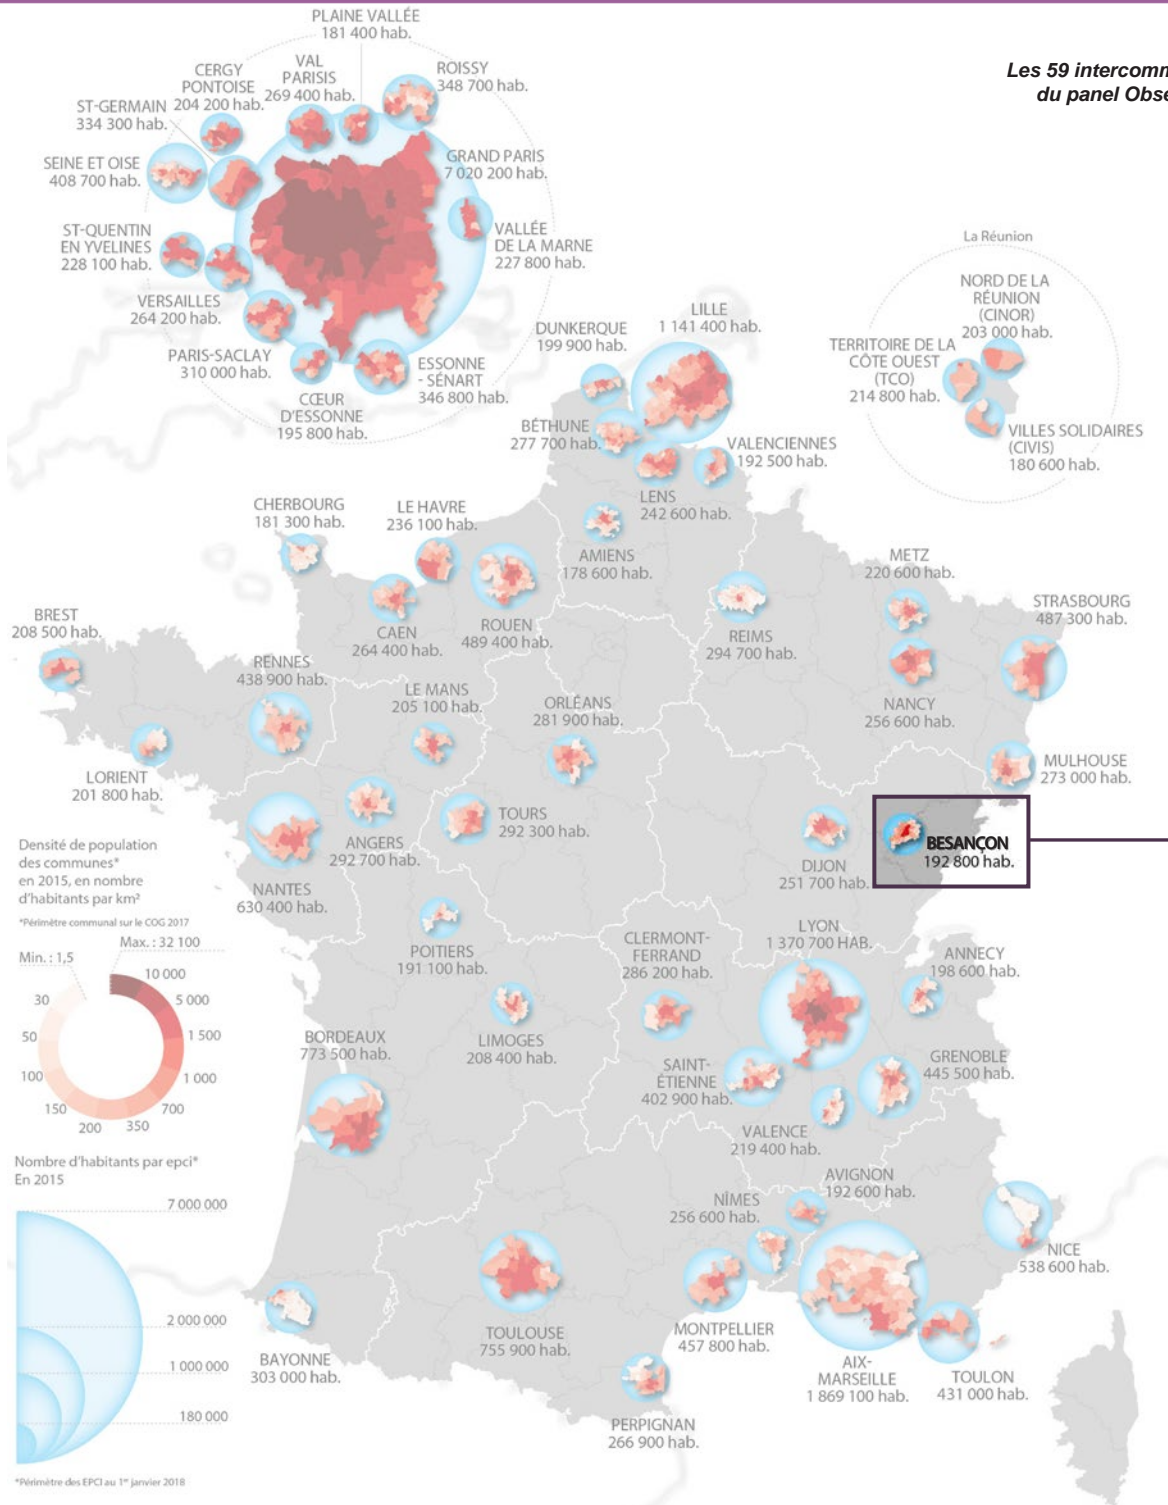 PLAINE VALLÉE
181 400 hab.
Les 59 intercomm
du panel Obse
VAL
PARISIS
269 400 hab.
ROISSY
348 700 hab.
CERGY
PONTOISE
204 200 hab.
ST-GERMAIN
334 300 hab.
SEINE ET OISE
408 700 hab.
GRAND PARIS
7 020 200 hab.
ST-QUENTIN
EN YVELINES
228 100 hab.
VALLÉE
DE LA MARNE
227 800 hab.
VERSAILLES
264 200 hab.
PARIS-SACLAY
310 000 hab.
CŒUR
D'ESSONNE
195 800 hab.
ESSONNE
- SÉNART
346 800 hab.
La Réunion
NORD DE LA
RÉUNION
(CINOR)
203 000 hab.
TERRITOIRE DE LA
CÔTE OUEST
(TCO)
214 800 hab.
VILLES SOLIDAIRES
(CIVIS)
180 600 hab.
LILLE
1 141 400 hab.
DUNKERQUE
199 900 hab.
BÉTHUNE
277 700 hab.
VALENCIENNES
192 500 hab.
LENS
242 600 hab.
CHERBOURG
181 300 hab.
LE HAVRE
236 100 hab.
AMIENS
178 600 hab.
METZ
220 600 hab.
STRASBOURG
487 300 hab.
BREST
208 500 hab.
CAEN
264 400 hab.
ROUEN
489 400 hab.
REIMS
294 700 hab.
RENNES
438 900 hab.
LE MANS
205 100 hab.
ORLÉANS
281 900 hab.
NANCY
256 600 hab.
LORIENT
201 800 hab.
MULHOUSE
273 000 hab.
ANGERS
292 700 hab.
TOURS
292 300 hab.
DIJON
251 700 hab.
BESANÇON
192 800 hab.
NANTES
630 400 hab.
Densité de population
des communes*
en 2015, en nombre
d'habitants par km²
*Périmètre communal sur le COG 2017
Min. : 1,5
Max. : 32 100
10 000
5 000
1 500
1 000
700
350
200
150
100
50
30
POITIERS
191 100 hab.
CLERMONT-
FERRAND
286 200 hab.
LYON
1 370 700 HAB.
ANNECY
198 600 hab.
LIMOGES
208 400 hab.
BORDEAUX
773 500 hab.
SAINT-
ÉTIENNE
402 900 hab.
GRENOBLE
445 500 hab.
VALENCE
219 400 hab.
AVIGNON
192 600 hab.
NÎMES
256 600 hab.
NICE
538 600 hab.
Nombre d'habitants par epci*
En 2015
7 000 000
2 000 000
1 000 000
180 000
*Périmètre des EPCI au 1er janvier 2018
BAYONNE
303 000 hab.
TOULOUSE
755 900 hab.
MONTPELLIER
457 800 hab.
AIX-
MARSEILLE
1 869 100 hab.
TOULON
431 000 hab.
PERPIGNAN
266 900 hab.